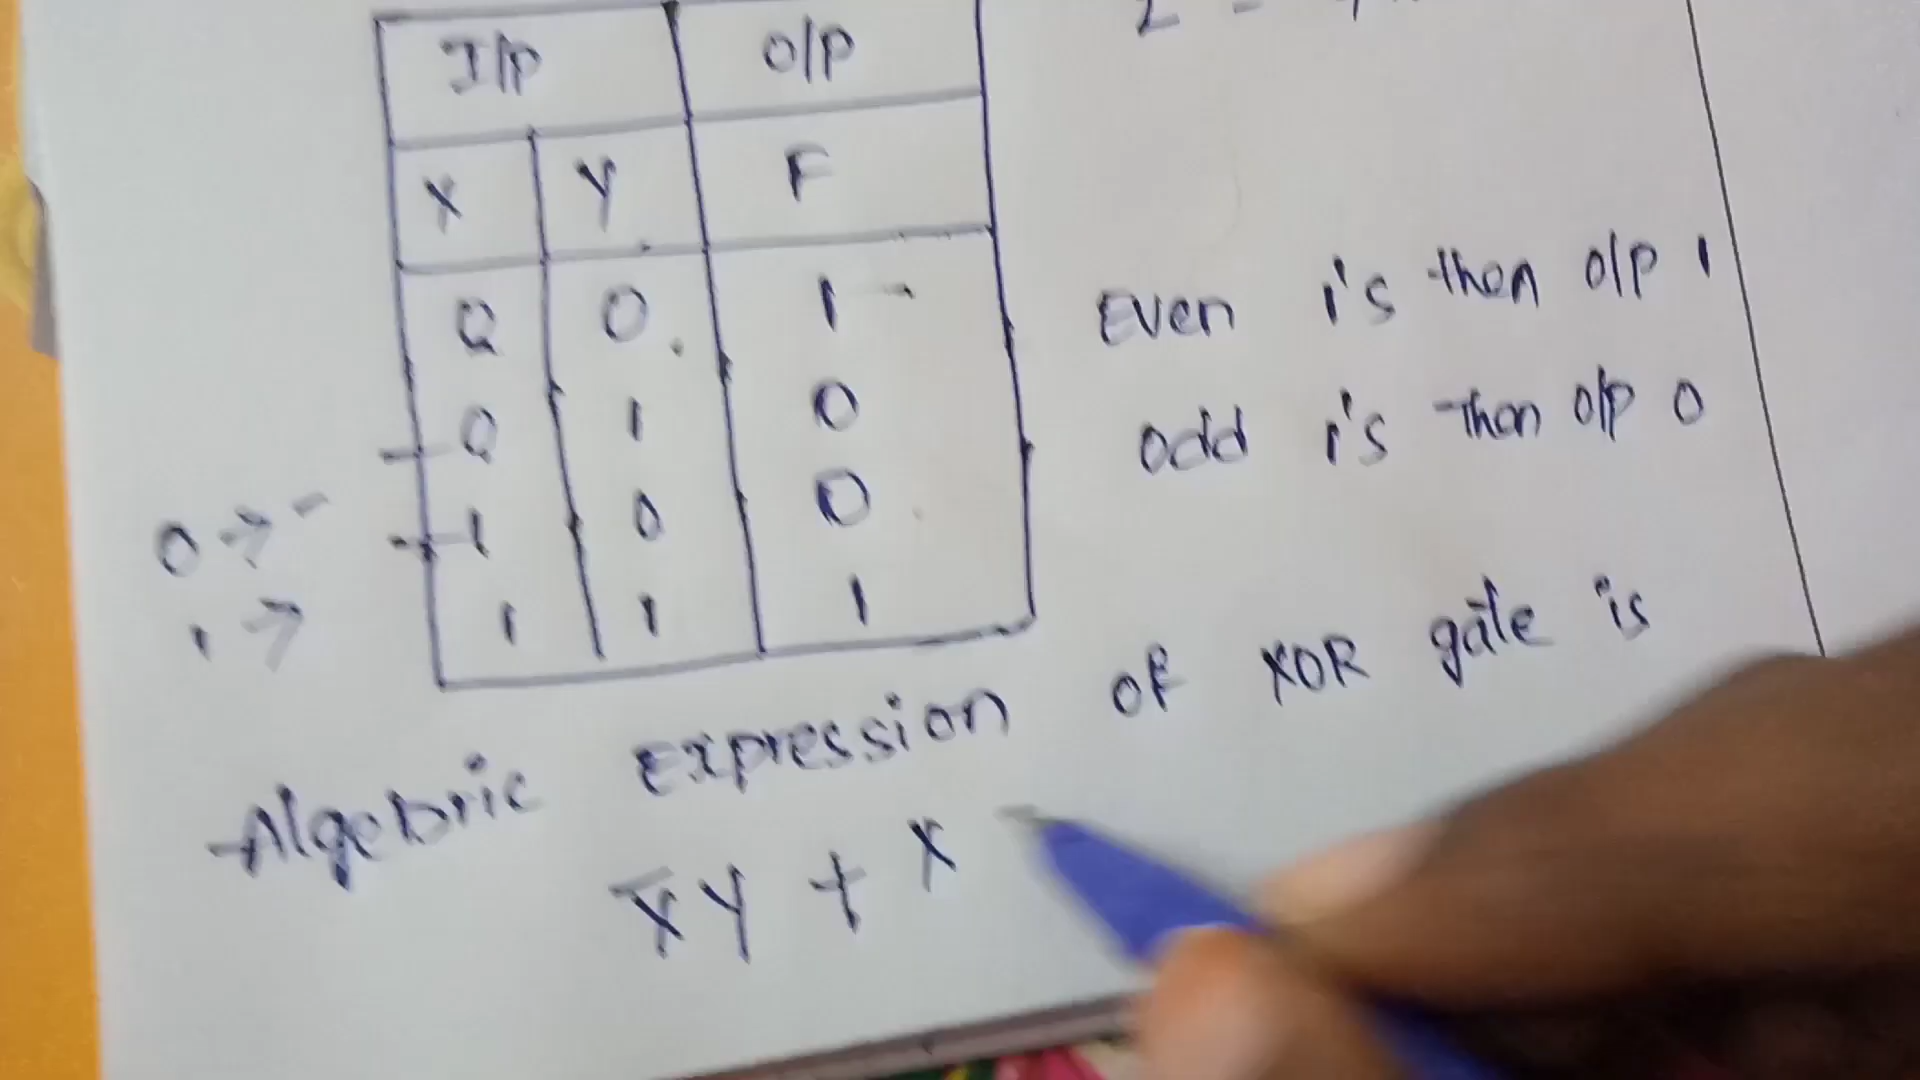 I/P O/P
X Y F
0 0 1
0 1 0
1 0 0
1 1 1
Even 1's then O/P 1
odd 1's then O/P 0
0 →
1 →
Algebric Expression of XOR gate is
X̅Y + X